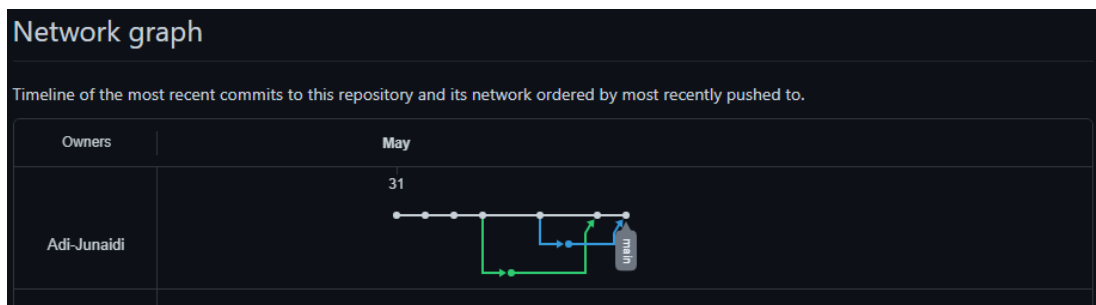 Network graph
Timeline of the most recent commits to this repository and its network ordered by most recently pushed to.
Owners
May
31
Adi-Junaidi
main